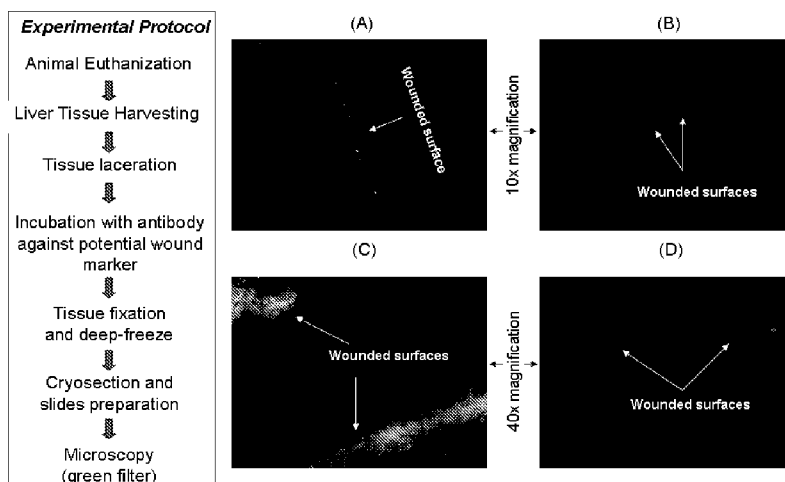 Experimental Protocol
Animal Euthanization
Liver Tissue Harvesting
Tissue laceration
Incubation with antibody
against potential wound
marker
Tissue fixation
and deep-freeze
Cryosection and
slides preparation
Microscopy
(green filter)
(A)
Wounded
surface
10x magnification
(B)
Wounded surfaces
(C)
Wounded surfaces
40x magnification
(D)
Wounded surfaces